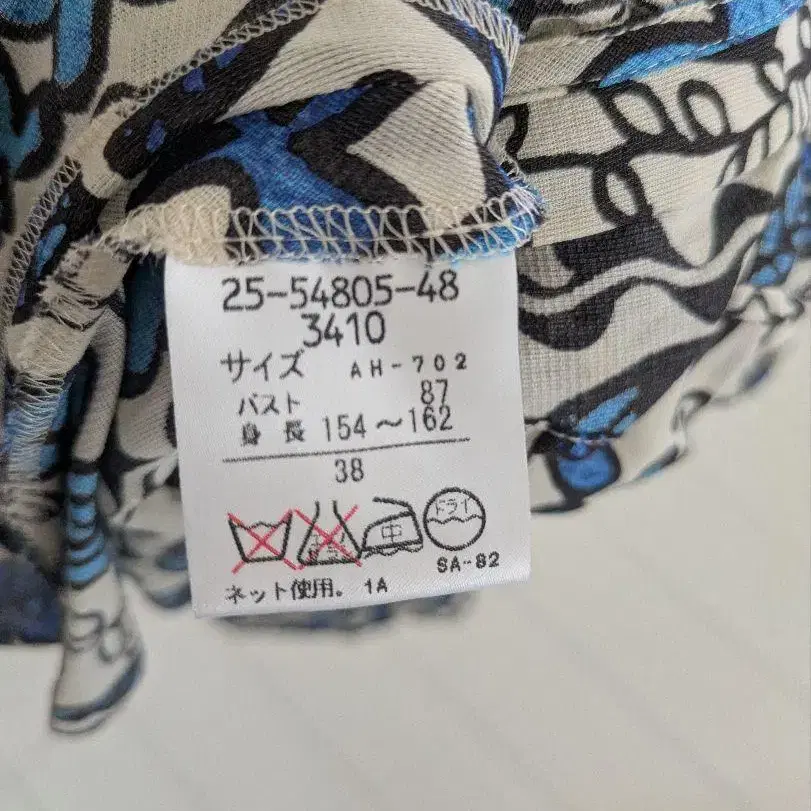 25-54805-48
3410
サイズ AH-702
バスト 87
身長 154～162
38
中 ドライ
SA-82
ネット使用。1A